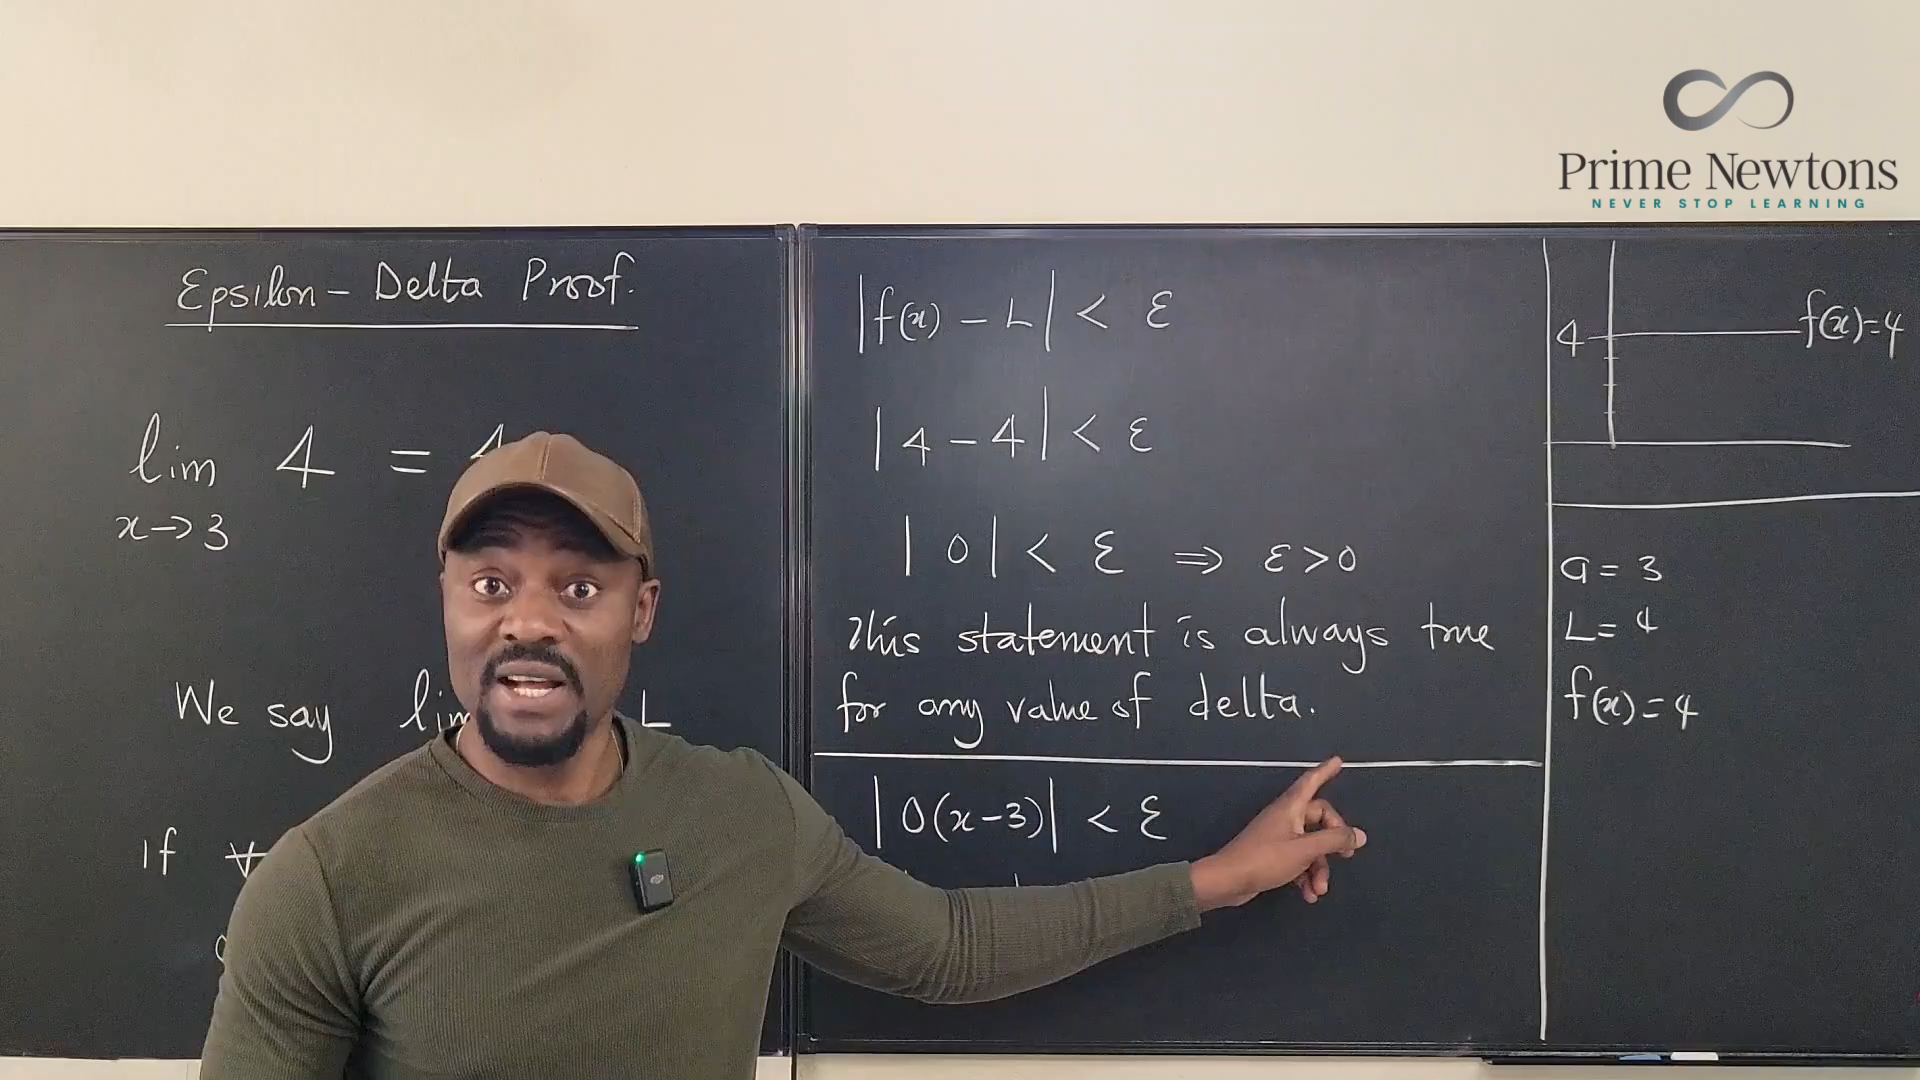 Prime Newtons
NEVER STOP LEARNING
Epsilon - Delta Proof.
lim 4 =
x→3
We say lim L
If ∀
|f(x) - L| < ε
|4 - 4| < ε
|0| < ε ⇒ ε > 0
This statement is always true
for any value of delta.
|0(x-3)| < ε
4 f(x)=4
a = 3
L = 4
f(x) = 4